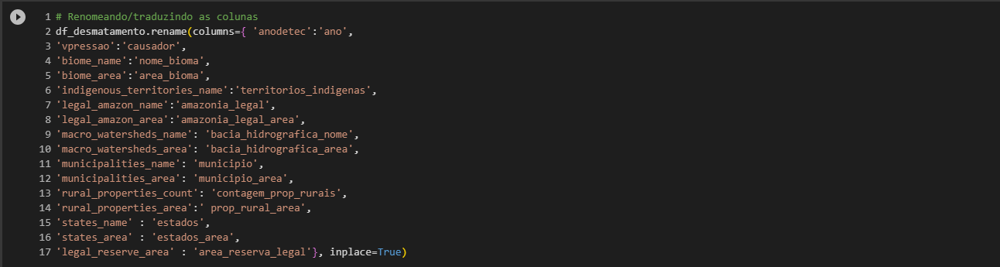 1 # Renomeando/traduzindo as colunas
2 df_desmatamento.rename(columns={ 'anodetec':'ano',
3 'vpressao':'causador',
4 'biome_name':'nome_bioma',
5 'biome_area':'area_bioma',
6 'indigenous_territories_name':'territorios_indigenas',
7 'legal_amazon_name':'amazonia_legal',
8 'legal_amazon_area':'amazonia_legal_area',
9 'macro_watersheds_name': 'bacia_hidrografica_nome',
10 'macro_watersheds_area': 'bacia_hidrografica_area',
11 'municipalities_name': 'municipio',
12 'municipalities_area': 'municipio_area',
13 'rural_properties_count': 'contagem_prop_rurais',
14 'rural_properties_area':' prop_rural_area',
15 'states_name' : 'estados',
16 'states_area' : 'estados_area',
17 'legal_reserve_area' : 'area_reserva_legal'}, inplace=True)